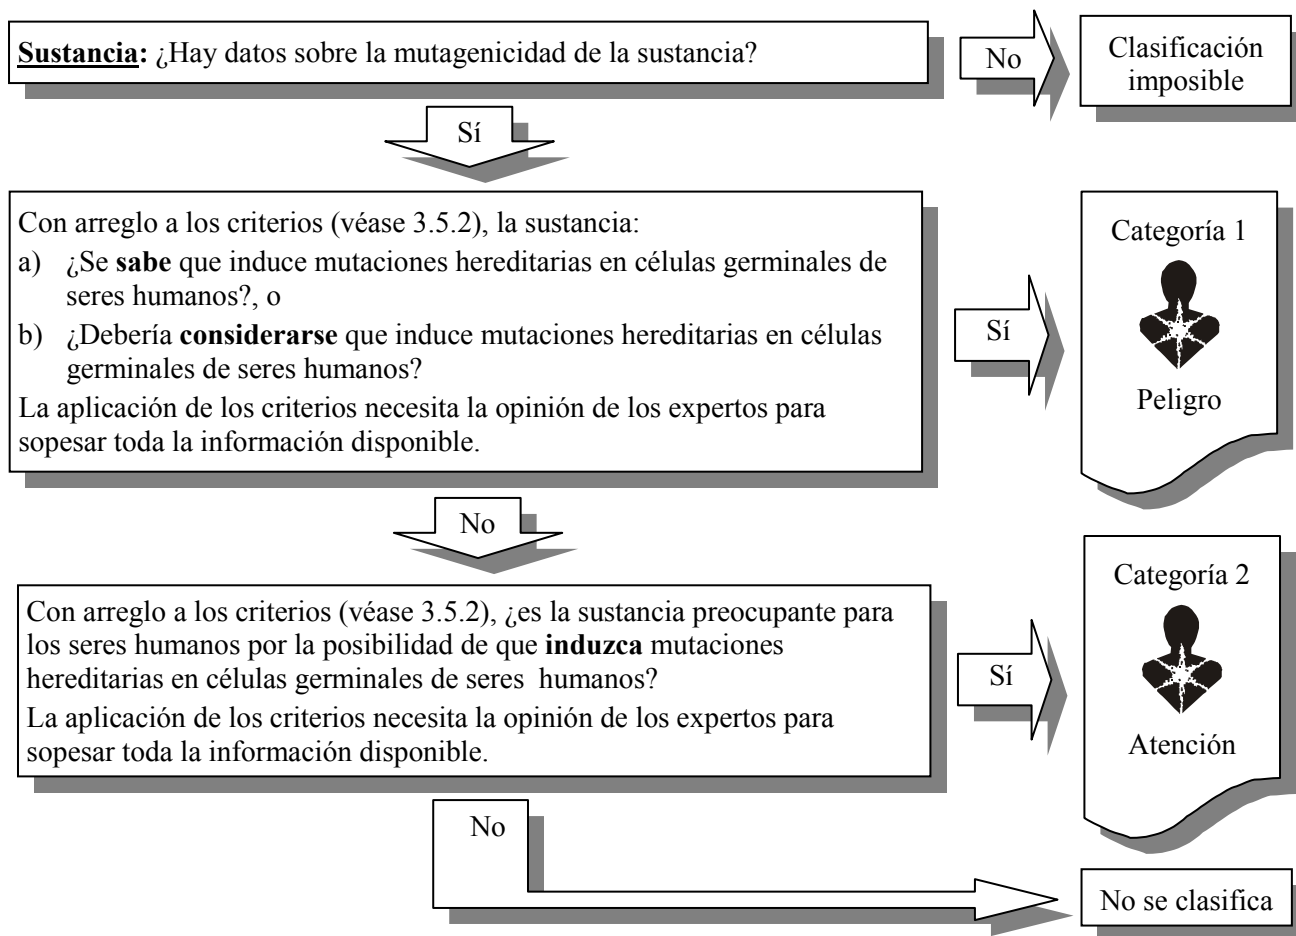 Sustancia: ¿Hay datos sobre la mutagenicidad de la sustancia?
No
Clasificación
imposible
Sí
Con arreglo a los criterios (véase 3.5.2), la sustancia:
a) ¿Se sabe que induce mutaciones hereditarias en células germinales de
seres humanos?, o
b) ¿Debería considerarse que induce mutaciones hereditarias en células
germinales de seres humanos?
La aplicación de los criterios necesita la opinión de los expertos para
sopesar toda la información disponible.
Sí
Categoría 1
Peligro
No
Con arreglo a los criterios (véase 3.5.2), ¿es la sustancia preocupante para
los seres humanos por la posibilidad de que induzca mutaciones
hereditarias en células germinales de seres humanos?
La aplicación de los criterios necesita la opinión de los expertos para
sopesar toda la información disponible.
Sí
Categoría 2
Atención
No
No se clasifica